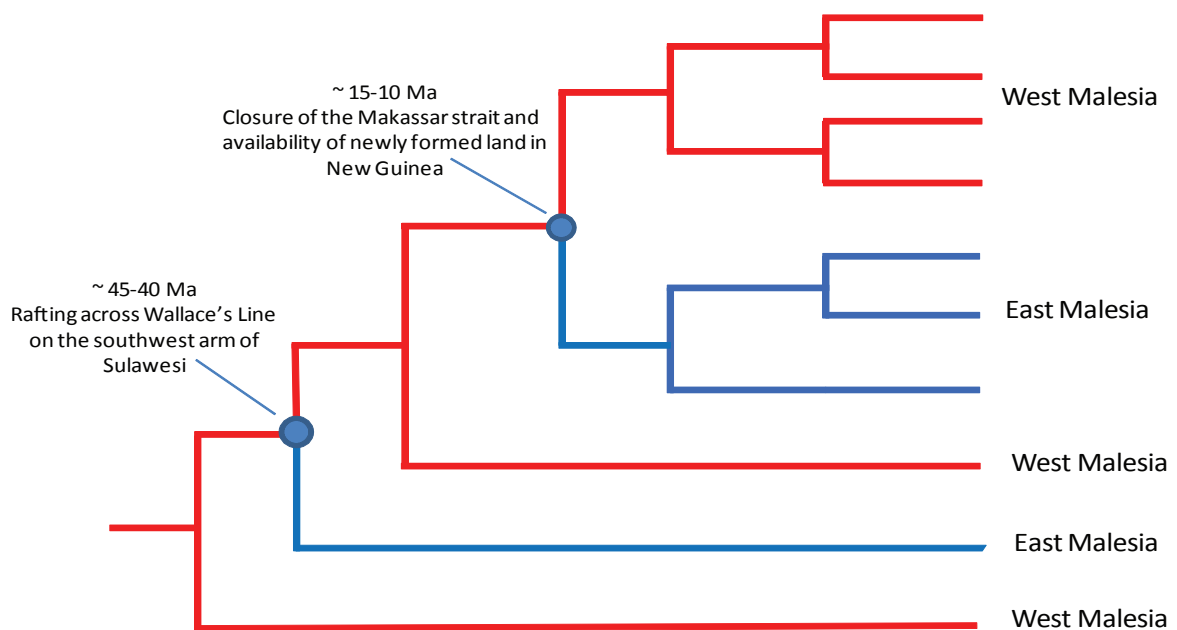 ~ 15-10 Ma
Closure of the Makassar strait and
availability of newly formed land in
New Guinea
West Malesia
~ 45-40 Ma
Rafting across Wallace's Line
on the southwest arm of
Sulawesi
East Malesia
West Malesia
East Malesia
West Malesia